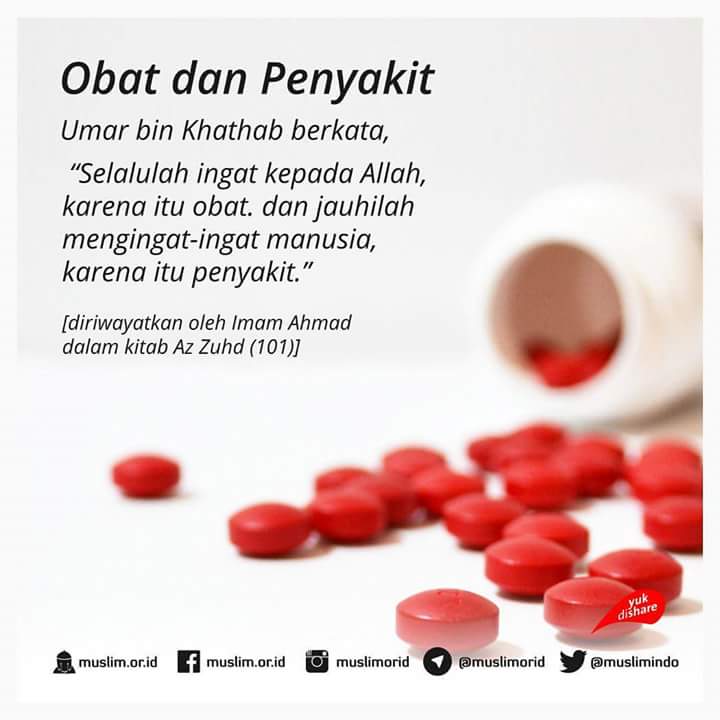 Obat dan Penyakit
Umar bin Khathab berkata,
“Selalulah ingat kepada Allah,
karena itu obat. dan jauhilah
mengingat-ingat manusia,
karena itu penyakit.”
[diriwayatkan oleh Imam Ahmad
dalam kitab Az Zuhd (101)]
yuk
dishare
muslim.or.id muslim.or.id muslimorid @muslimorid @muslimindo